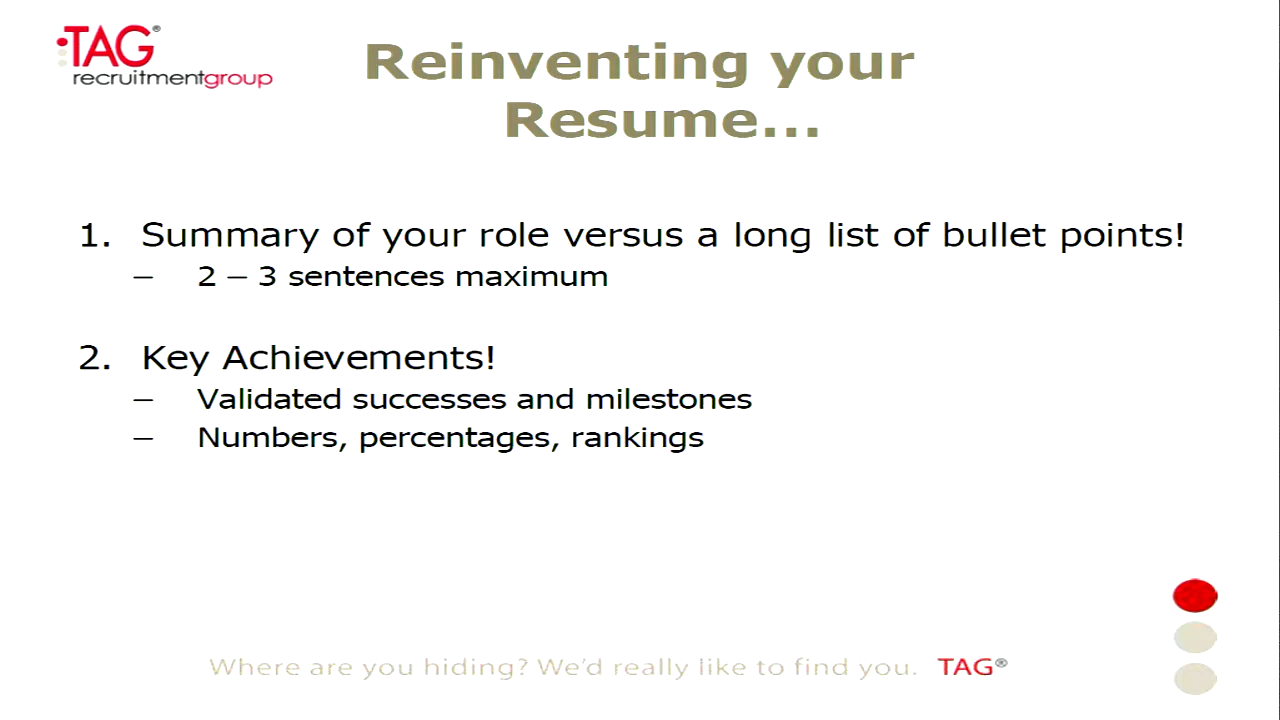 TAG®
recruitmentgroup
Reinventing your
Resume...
1. Summary of your role versus a long list of bullet points!
– 2 – 3 sentences maximum
2. Key Achievements!
– Validated successes and milestones
– Numbers, percentages, rankings
Where are you hiding? We'd really like to find you. TAG®